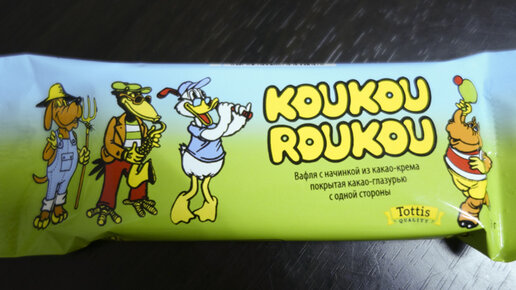 KOUKOU
ROUKOU
Вафля с начинкой из какао-крема
покрытая какао-глазурью
с одной стороны
Tottis
QUALITY